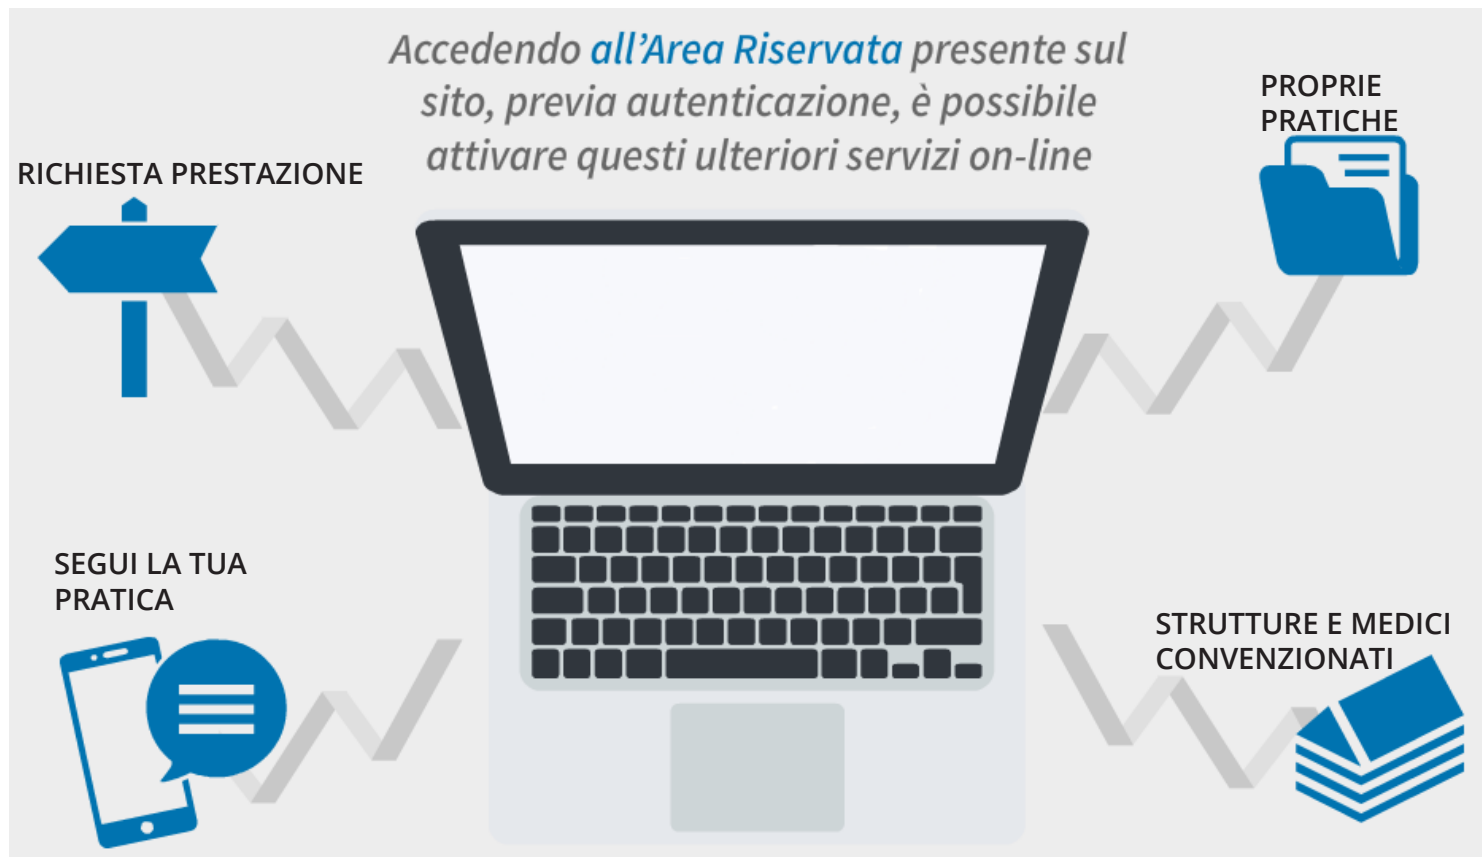 Accedendo all’Area Riservata presente sul
sito, previa autenticazione, è possibile
attivare questi ulteriori servizi on-line
RICHIESTA PRESTAZIONE
PROPRIE
PRATICHE
SEGUI LA TUA
PRATICA
STRUTTURE E MEDICI
CONVENZIONATI